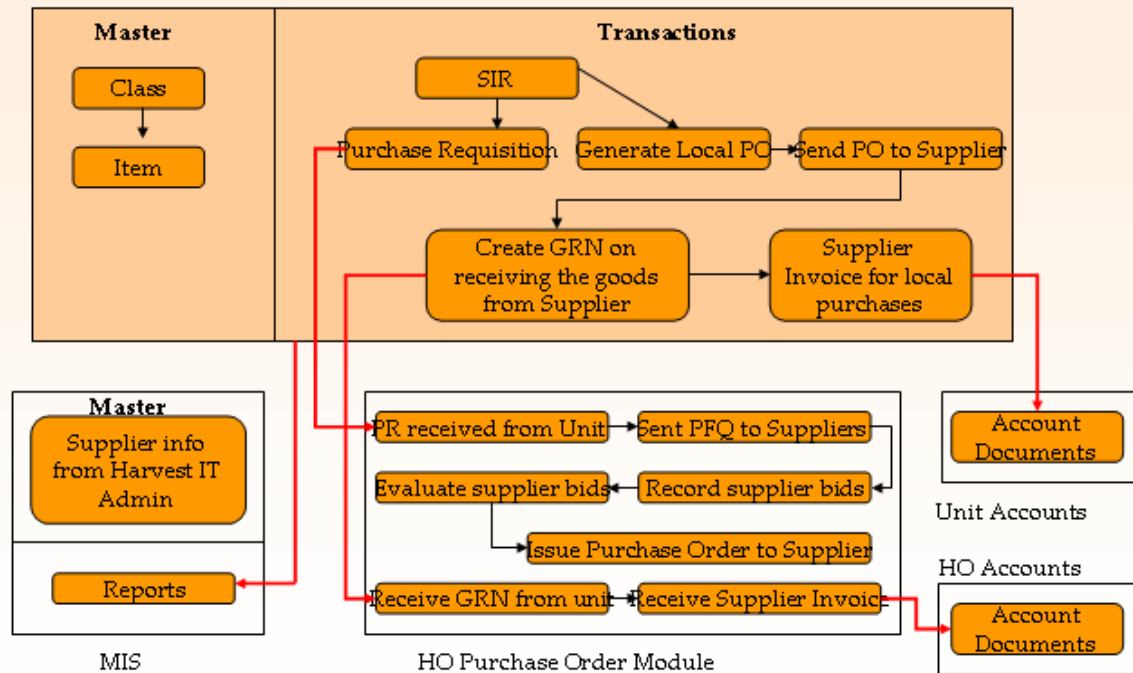 Master
Transactions
Class
Item
SIR
Purchase Requisition
Generate Local PO
Send PO to Supplier
Create GRN on
receiving the goods
from Supplier
Supplier
Invoice for local
purchases
Master
Supplier info
from Harvest IT
Admin
Reports
MIS
PR received from Unit
Sent PFQ to Suppliers
Evaluate supplier bids
Record supplier bids
Issue Purchase Order to Supplier
Receive GRN from unit
Receive Supplier Invoice
HO Purchase Order Module
Account
Documents
Unit Accounts
HO Accounts
Account
Documents